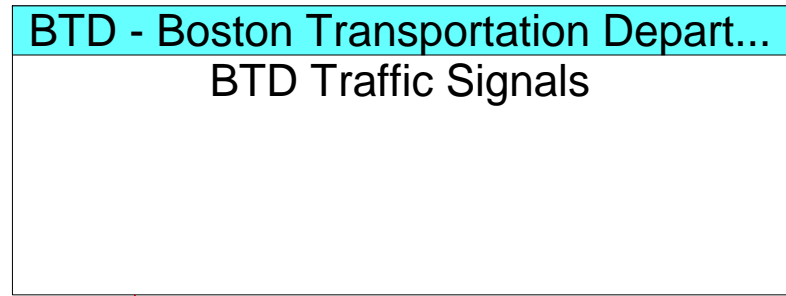 BTD - Boston Transportation Depart...
BTD Traffic Signals